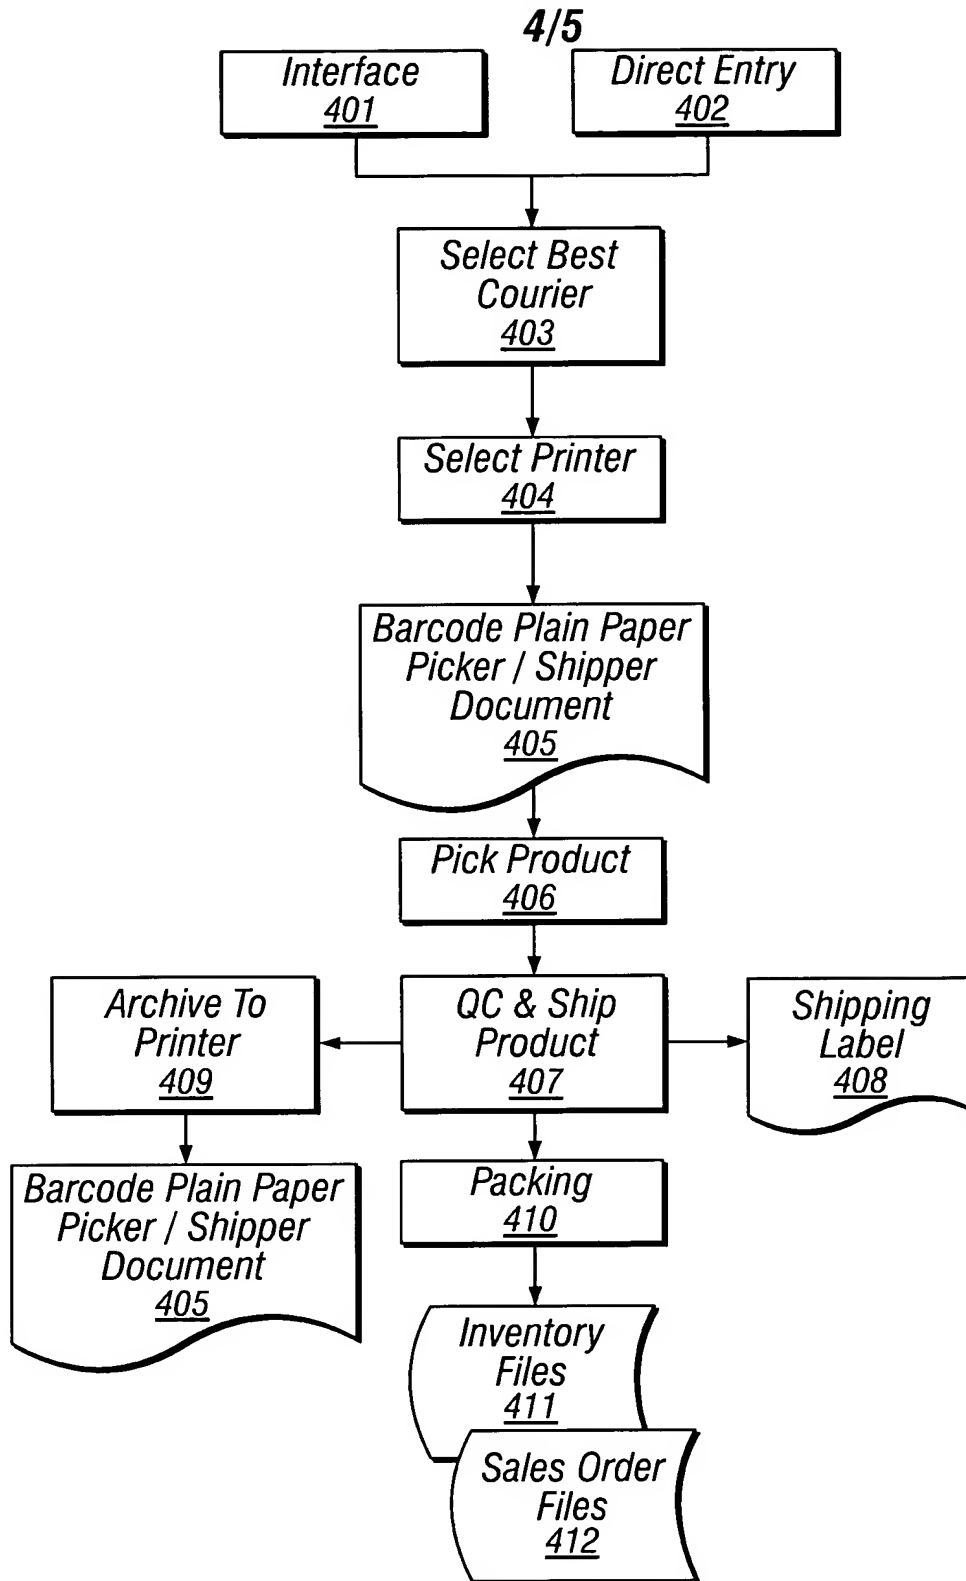 4/5
Interface
401
Direct Entry
402
Select Best
Courier
403
Select Printer
404
Barcode Plain Paper
Picker / Shipper
Document
405
Pick Product
406
Archive To
Printer
409
QC & Ship
Product
407
Shipping
Label
408
Barcode Plain Paper
Picker / Shipper
Document
405
Packing
410
Inventory
Files
411
Sales Order
Files
412